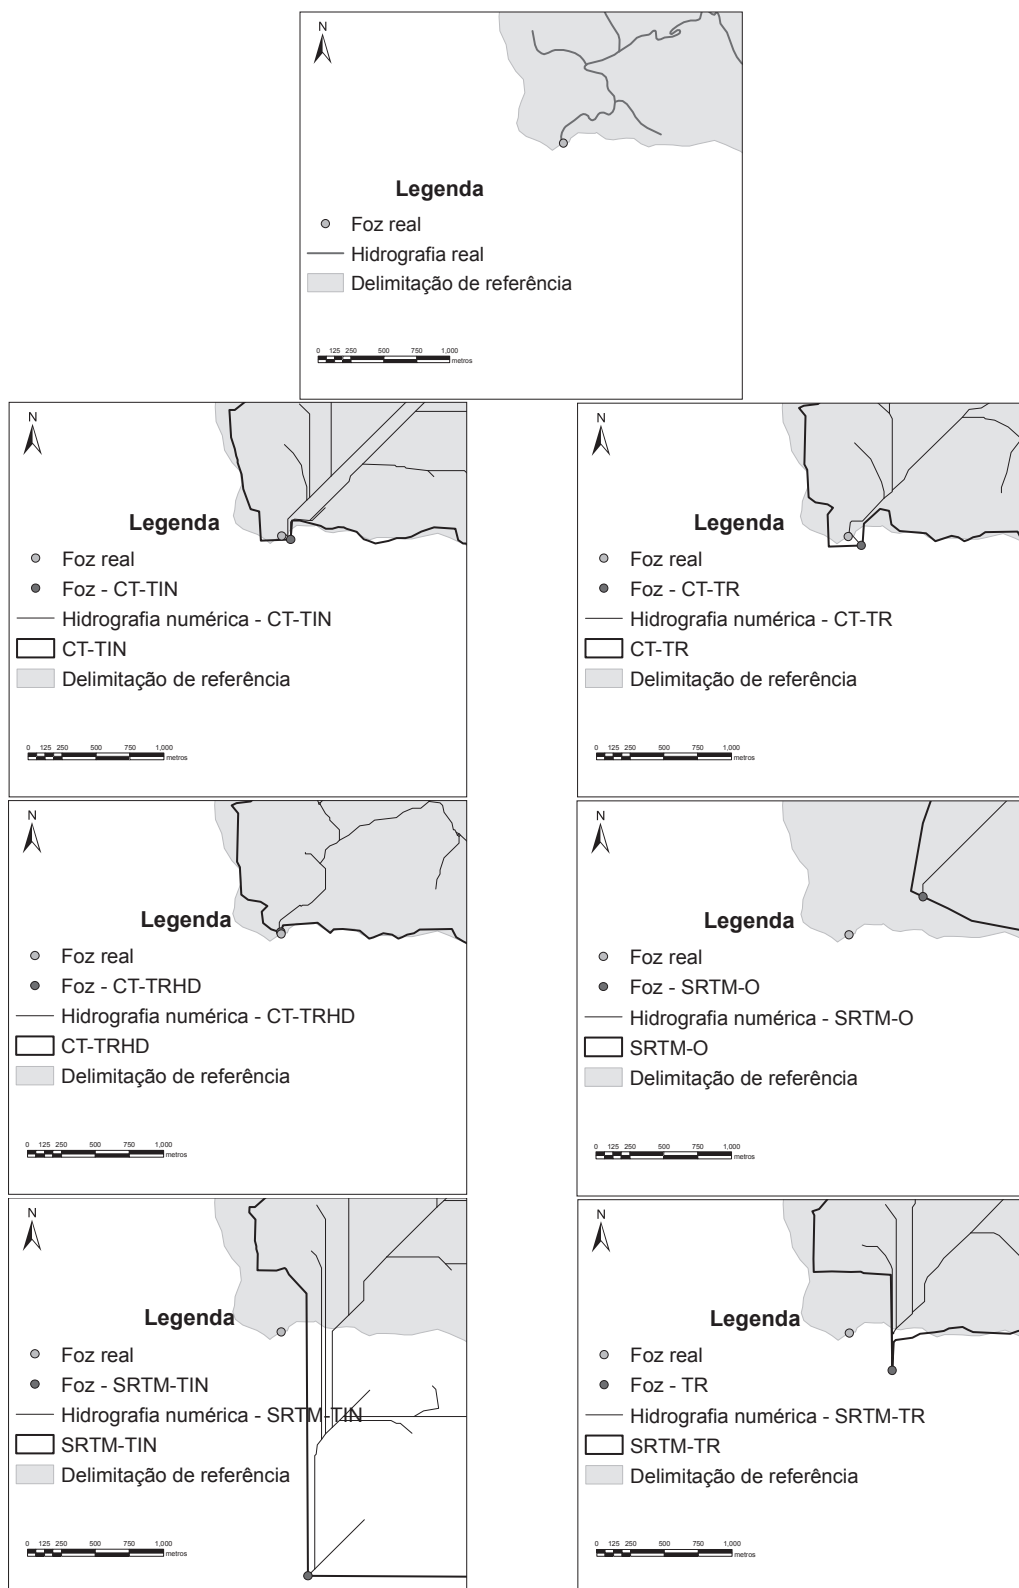 N
Legenda
Foz real
Hidrografia real
Delimitação de referência
0 125 250 500 750 1,000
metros
N
Legenda
Foz real
Foz - CT-TIN
Hidrografia numérica - CT-TIN
CT-TIN
Delimitação de referência
0 125 250 500 750 1,000
metros
N
Legenda
Foz real
Foz - CT-TR
Hidrografia numérica - CT-TR
CT-TR
Delimitação de referência
0 125 250 500 750 1,000
metros
N
Legenda
Foz real
Foz - CT-TRHD
Hidrografia numérica - CT-TRHD
CT-TRHD
Delimitação de referência
0 125 250 500 750 1,000
metros
N
Legenda
Foz real
Foz - SRTM-O
Hidrografia numérica - SRTM-O
SRTM-O
Delimitação de referência
0 125 250 500 750 1,000
metros
N
Legenda
Foz real
Foz - SRTM-TIN
Hidrografia numérica - SRTM-TIN
SRTM-TIN
Delimitação de referência
0 125 250 500 750 1,000
metros
N
Legenda
Foz real
Foz - TR
Hidrografia numérica - SRTM-TR
SRTM-TR
Delimitação de referência
0 125 250 500 750 1,000
metros